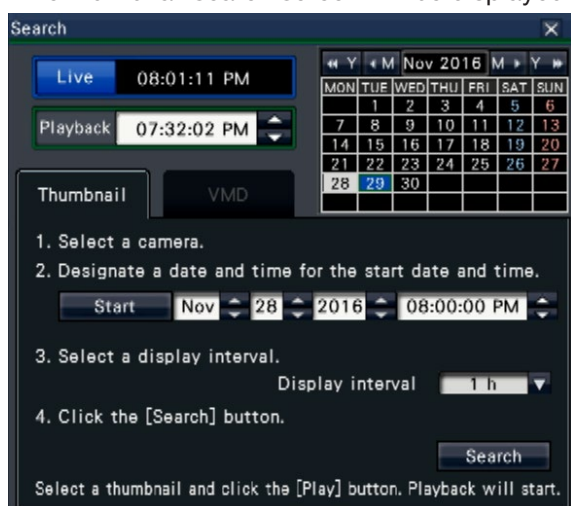 Search
Live 08:01:11 PM
Playback 07:32:02 PM
Y M Nov 2016 M Y
MON TUE WED THU FRI SAT SUN
1 2 3 4 5 6
7 8 9 10 11 12 13
14 15 16 17 18 19 20
21 22 23 24 25 26 27
28 29 30
Thumbnail VMD
1. Select a camera.
2. Designate a date and time for the start date and time.
Start Nov 28 2016 08:00:00 PM
3. Select a display interval.
Display interval 1 h
4. Click the [Search] button.
Search
Select a thumbnail and click the [Play] button. Playback will start.